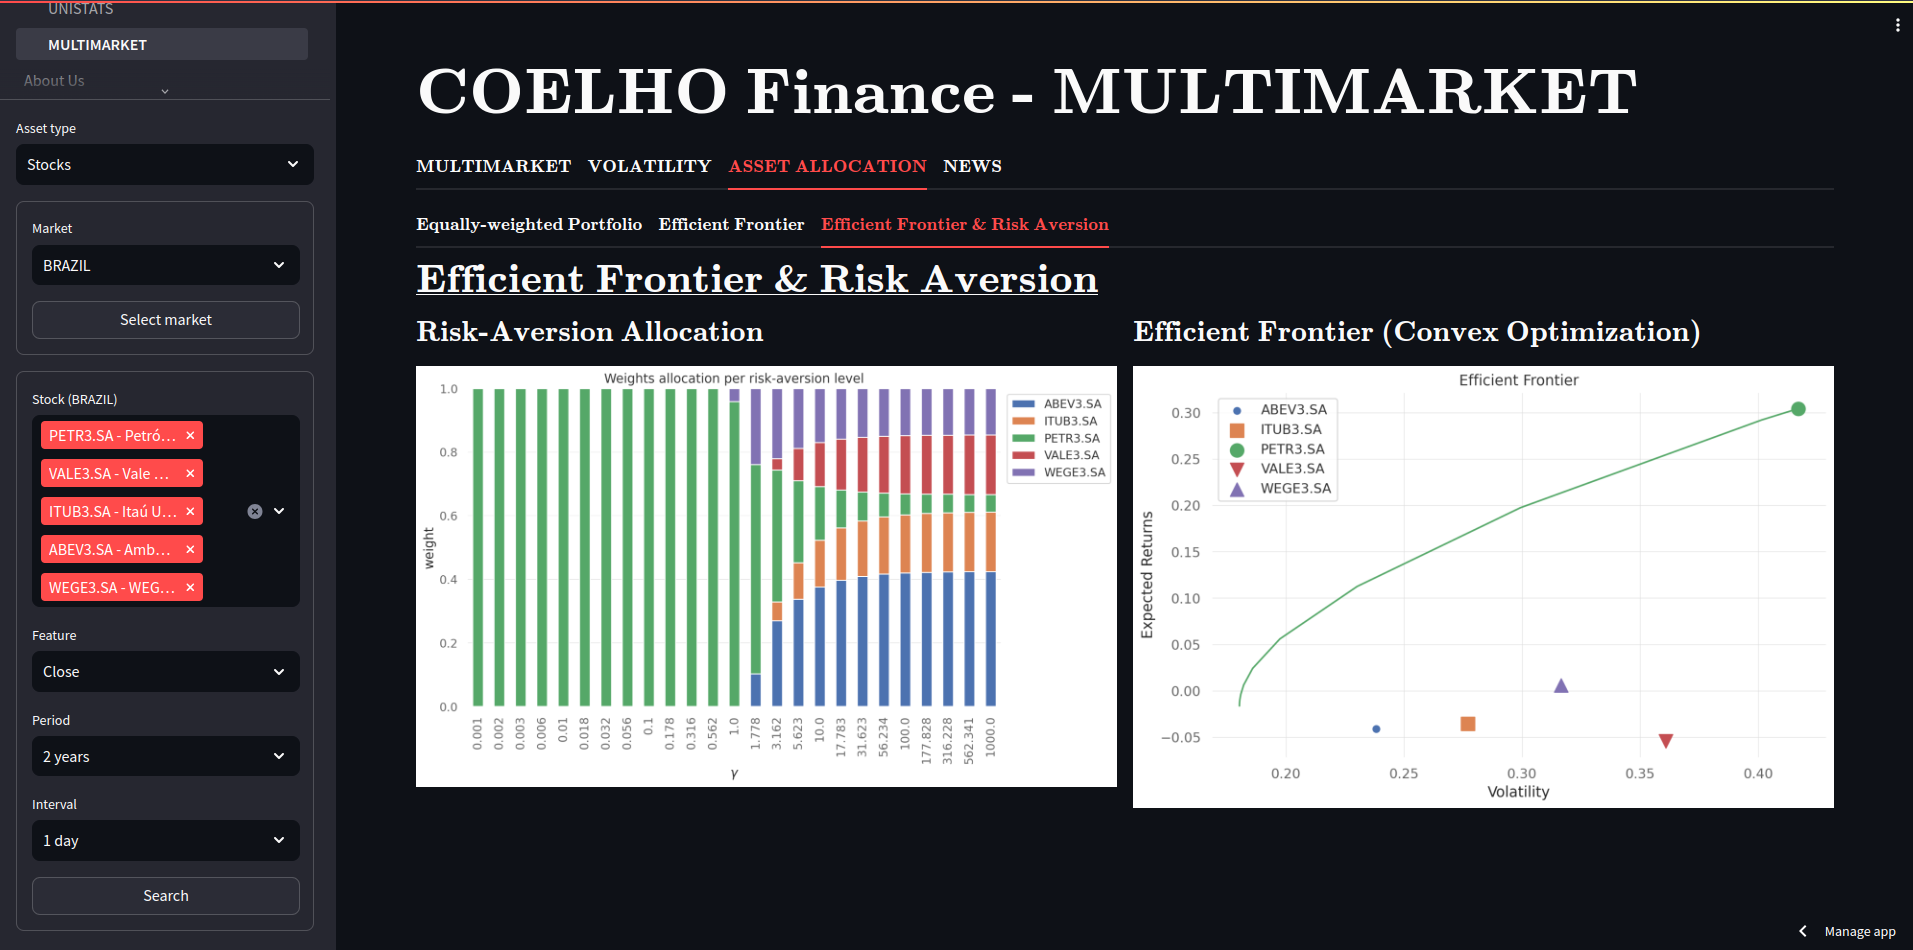 UNISTATS
MULTIMARKET
About Us
Asset type
Stocks
Market
BRAZIL
Select market
Stock (BRAZIL)
PETR3.SA - Petró...
VALE3.SA - Vale ...
ITUB3.SA - Itaú U...
ABEV3.SA - Amb...
WEGE3.SA - WEG...
Feature
Close
Period
2 years
Interval
1 day
Search
COELHO Finance - MULTIMARKET
MULTIMARKET VOLATILITY ASSET ALLOCATION NEWS
Equally-weighted Portfolio Efficient Frontier Efficient Frontier & Risk Aversion
Efficient Frontier & Risk Aversion
Risk-Aversion Allocation
Weights allocation per risk-aversion level
1.0
0.8
0.6
0.4
0.2
0.0
weight
0.001 0.002 0.003 0.006 0.01 0.018 0.032 0.056 0.1 0.178 0.316 0.562 1.0 1.778 3.162 5.623 10.0 17.783 31.623 56.234 100.0 177.828 316.228 562.341 1000.0
γ
ABEV3.SA
ITUB3.SA
PETR3.SA
VALE3.SA
WEGE3.SA
Efficient Frontier (Convex Optimization)
Efficient Frontier
ABEV3.SA
ITUB3.SA
PETR3.SA
VALE3.SA
WEGE3.SA
0.30
0.25
0.20
0.15
0.10
0.05
0.00
−0.05
Expected Returns
0.20 0.25 0.30 0.35 0.40
Volatility
Manage app